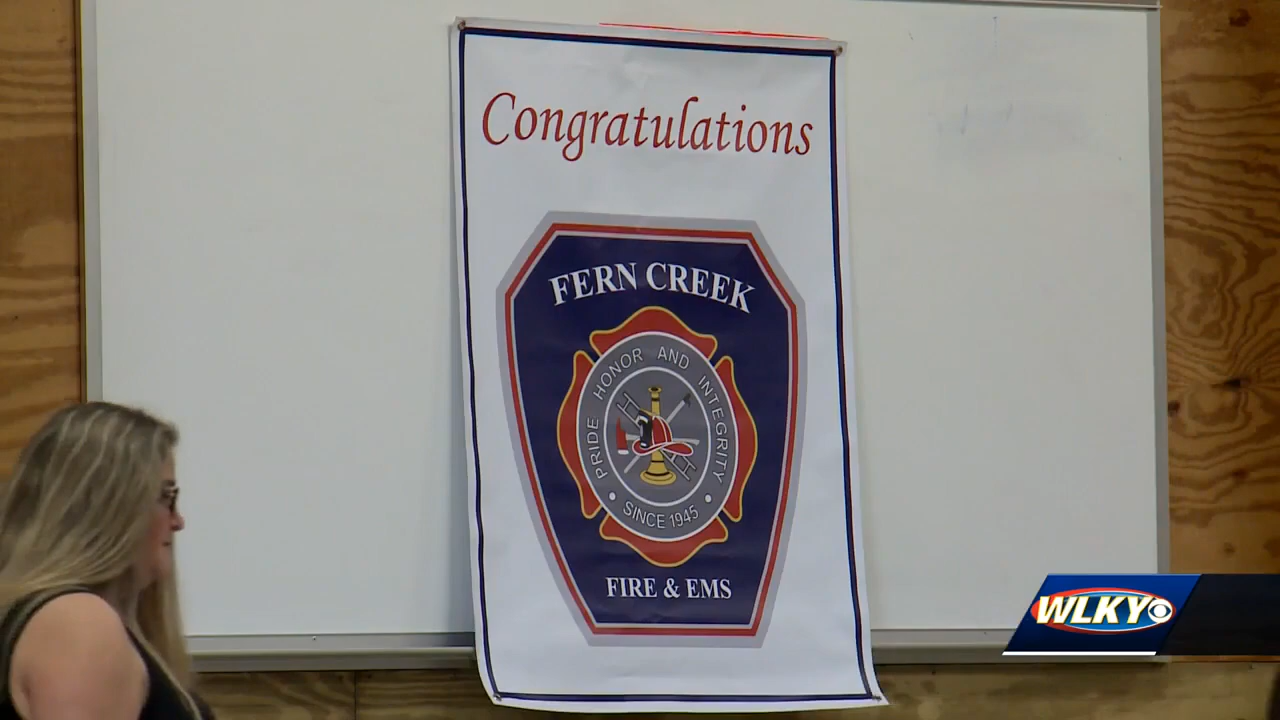 Congratulations
FERN CREEK
PRIDE HONOR AND INTEGRITY
• SINCE 1945 •
FIRE & EMS
WLKY